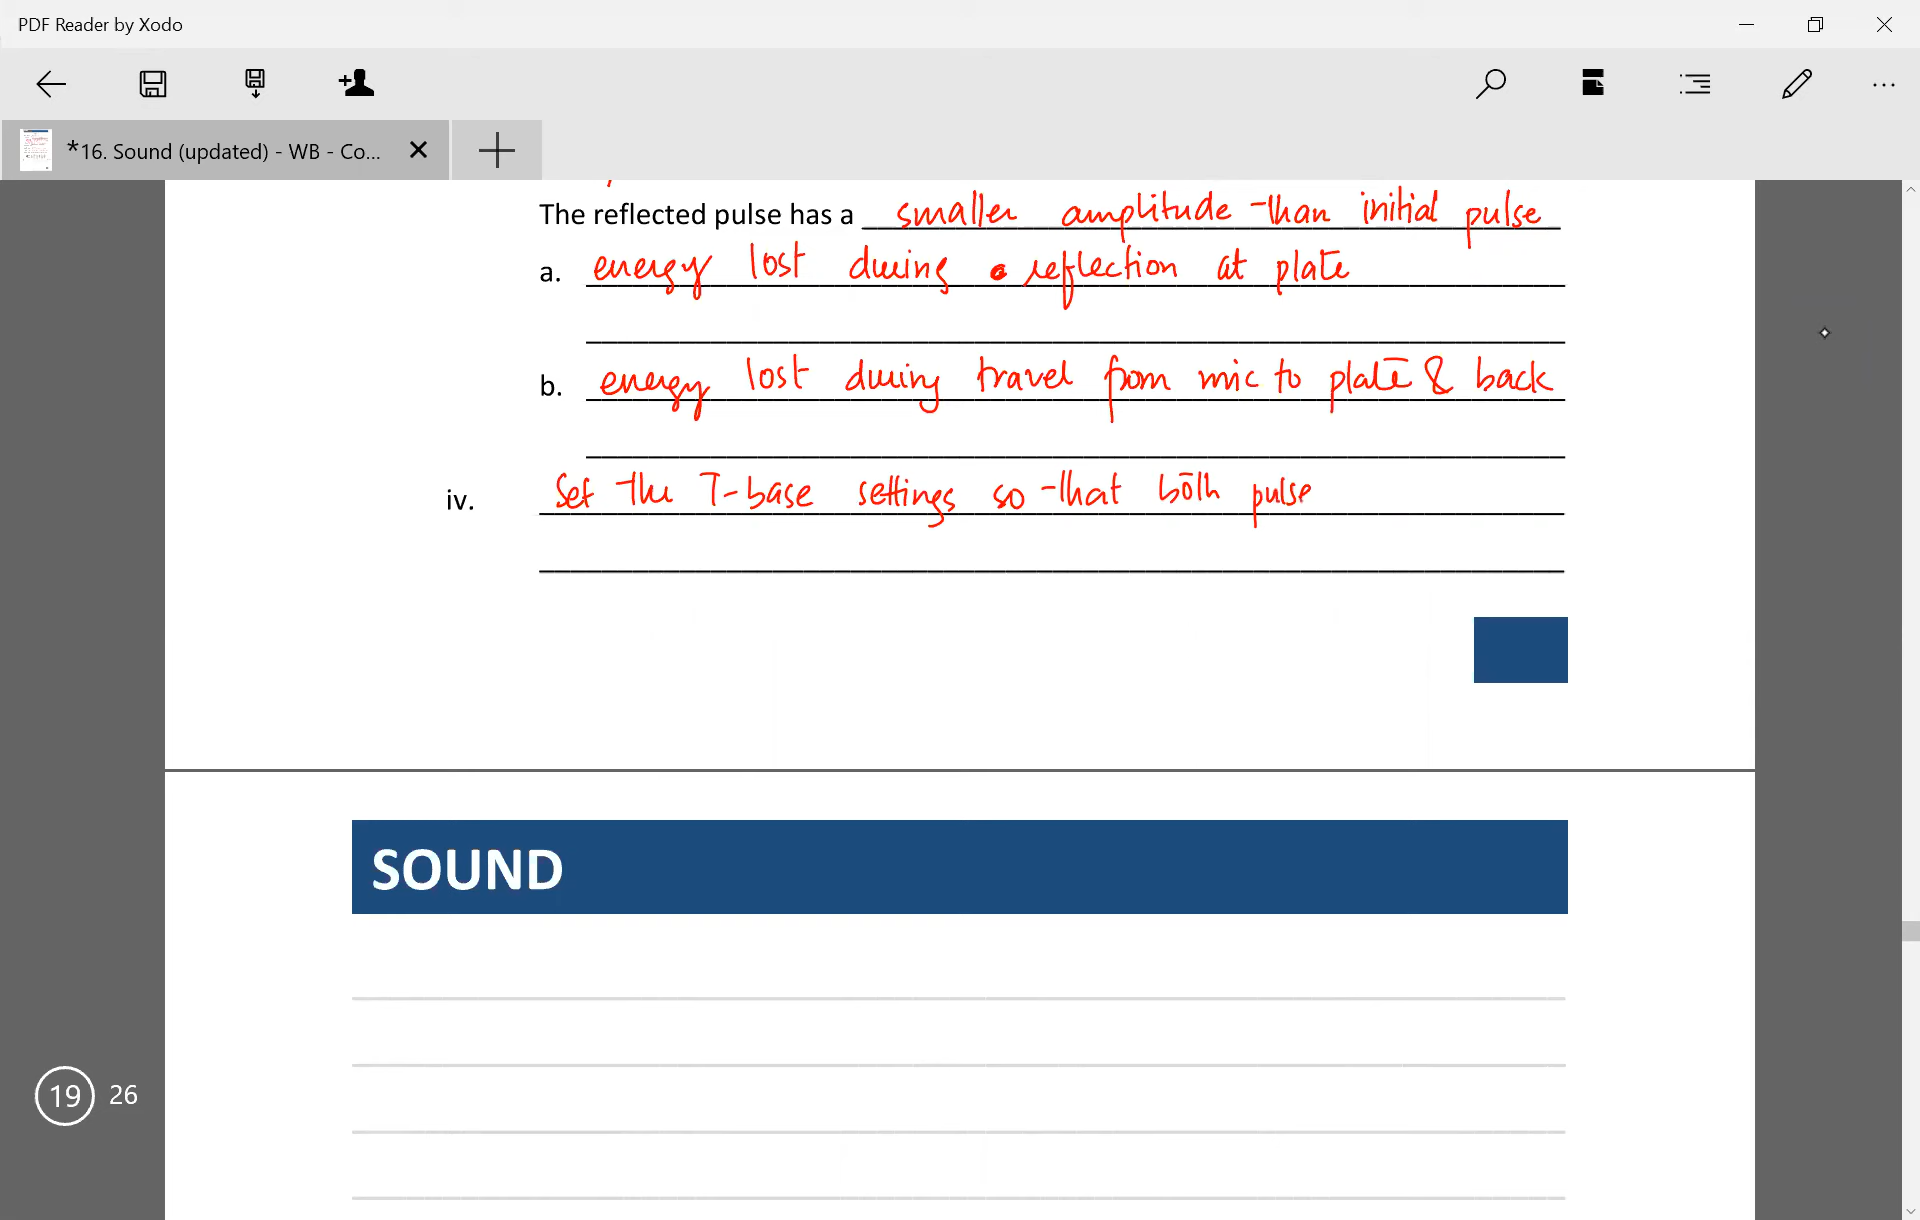 PDF Reader by Xodo
*16. Sound (updated) - WB - Co...
The reflected pulse has a smaller amplitude than initial pulse
a. energy lost during reflection at plate
b. energy lost during travel from mic to plate & back
iv. Set the T-base settings so that both pulse
SOUND
19 26